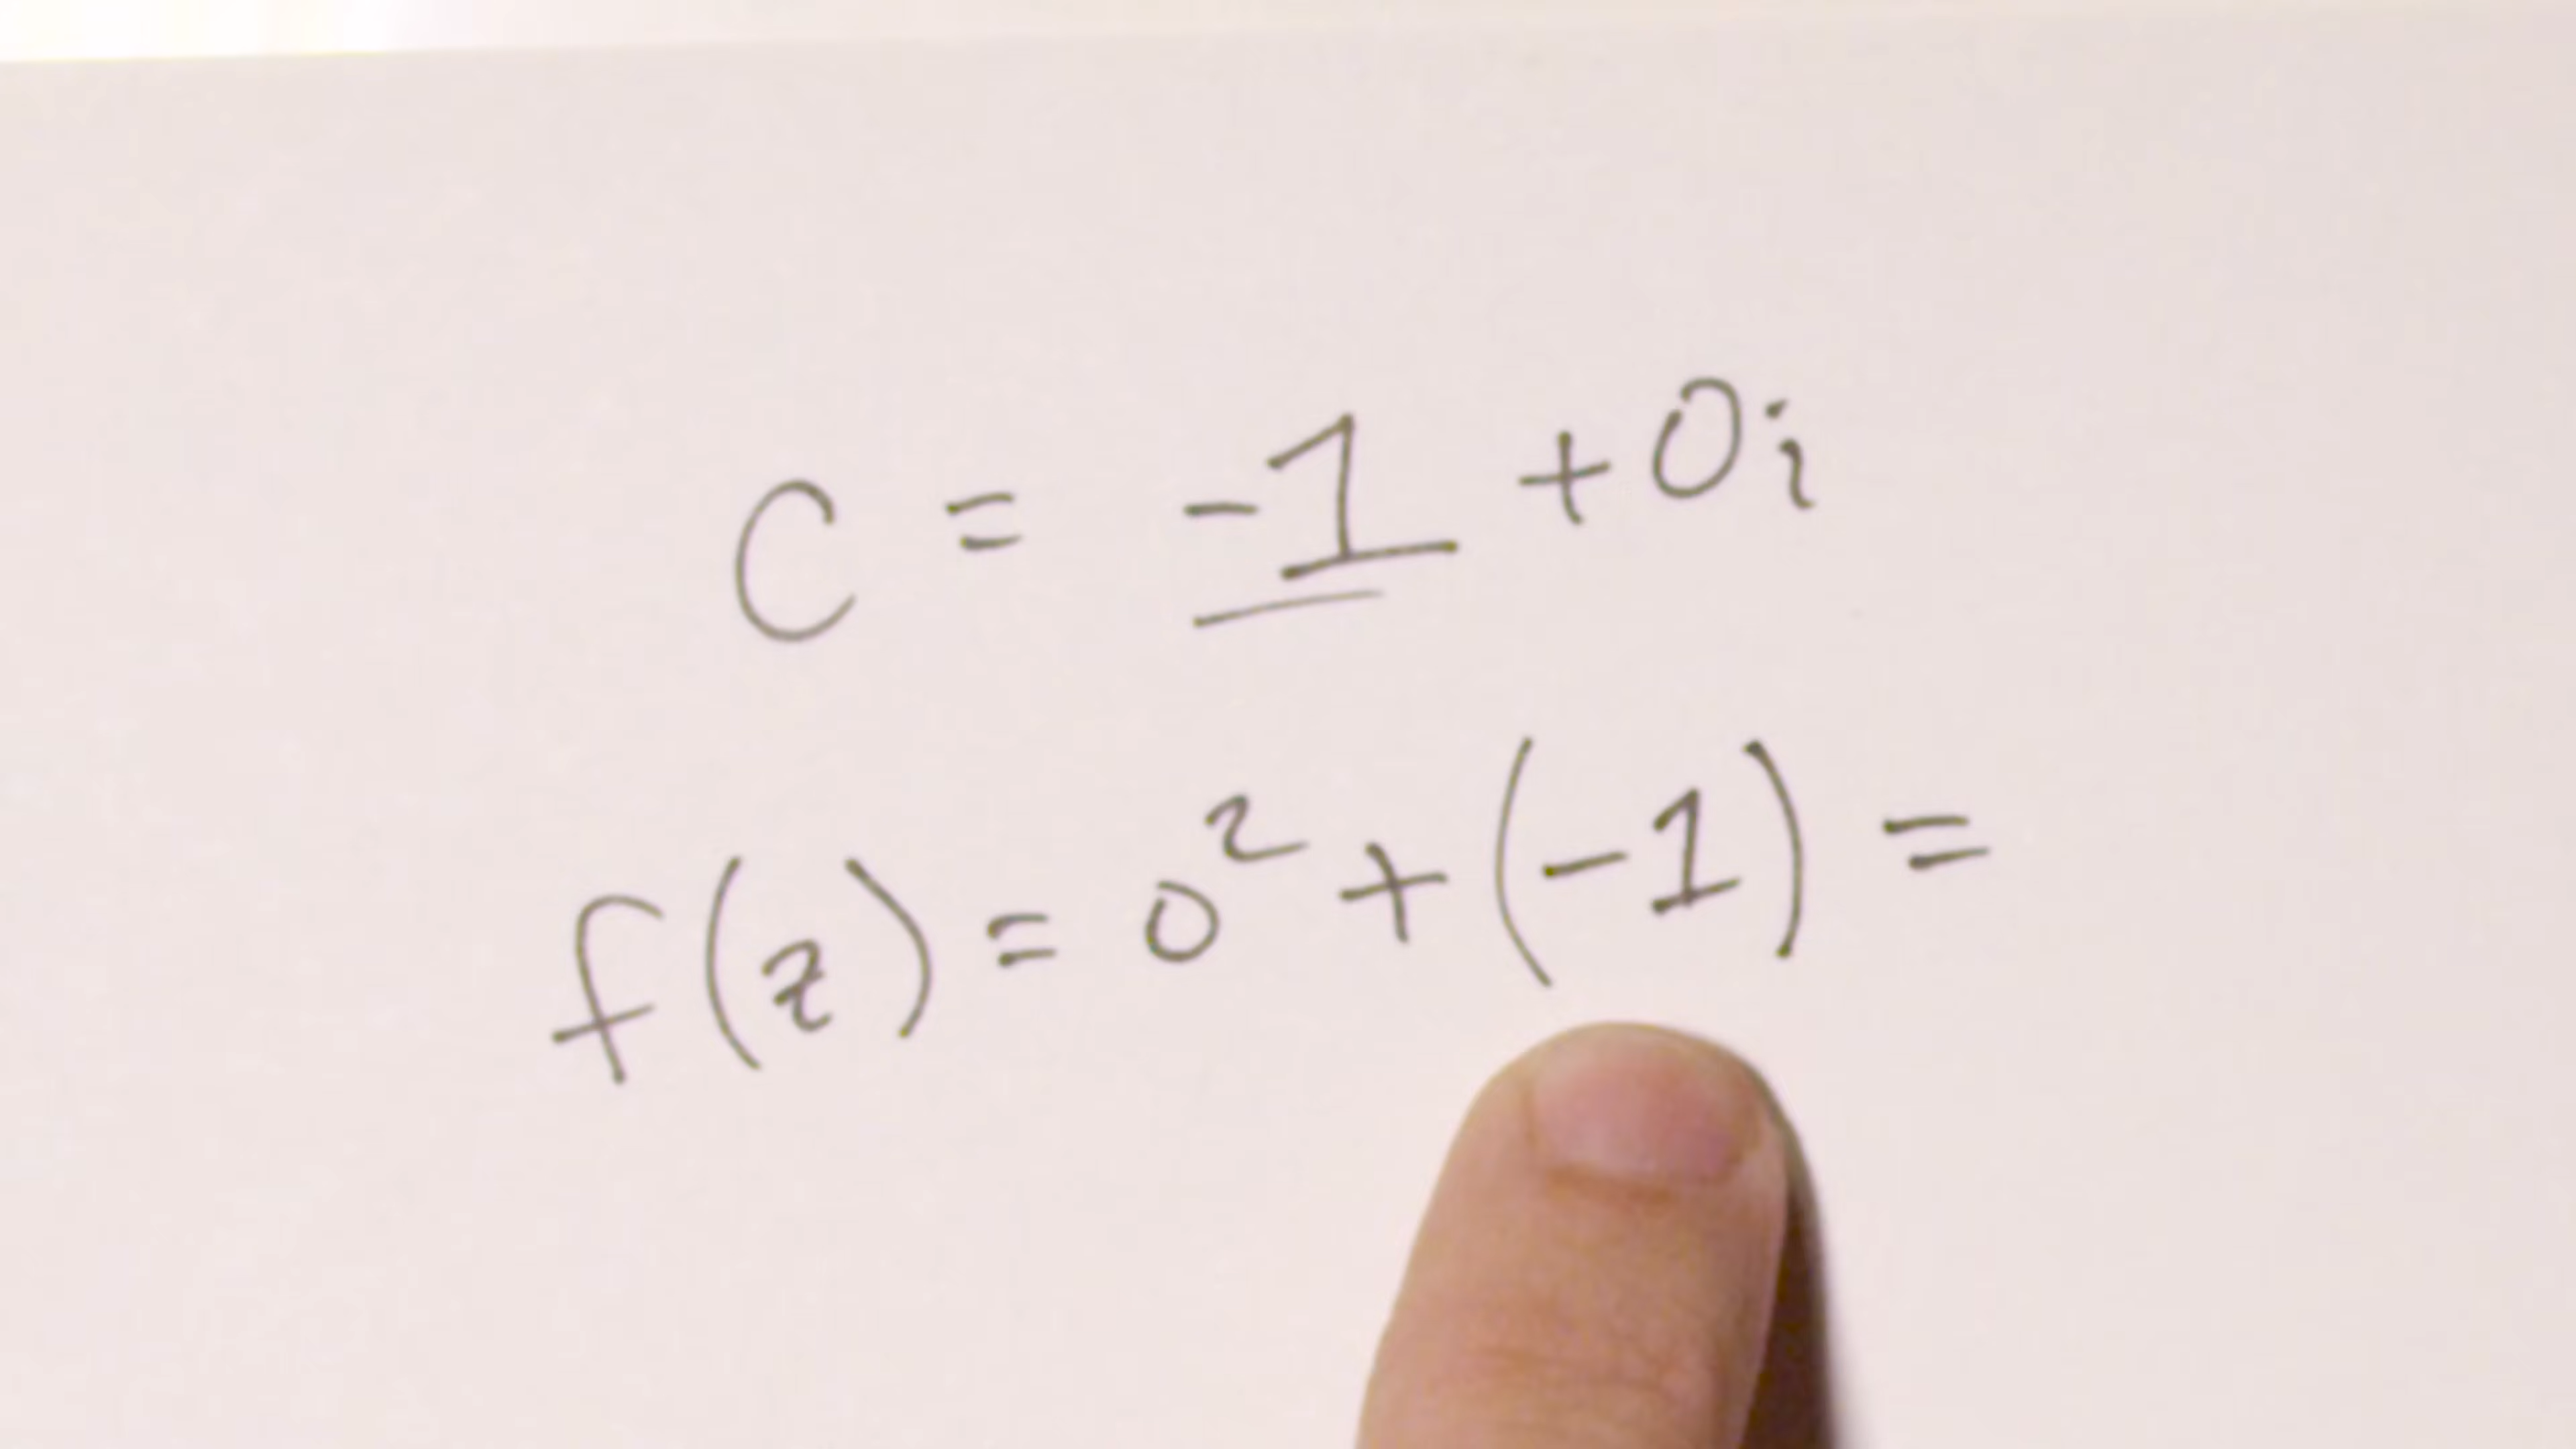 C = -1 + 0i
f(z) = 0² + (-1) =